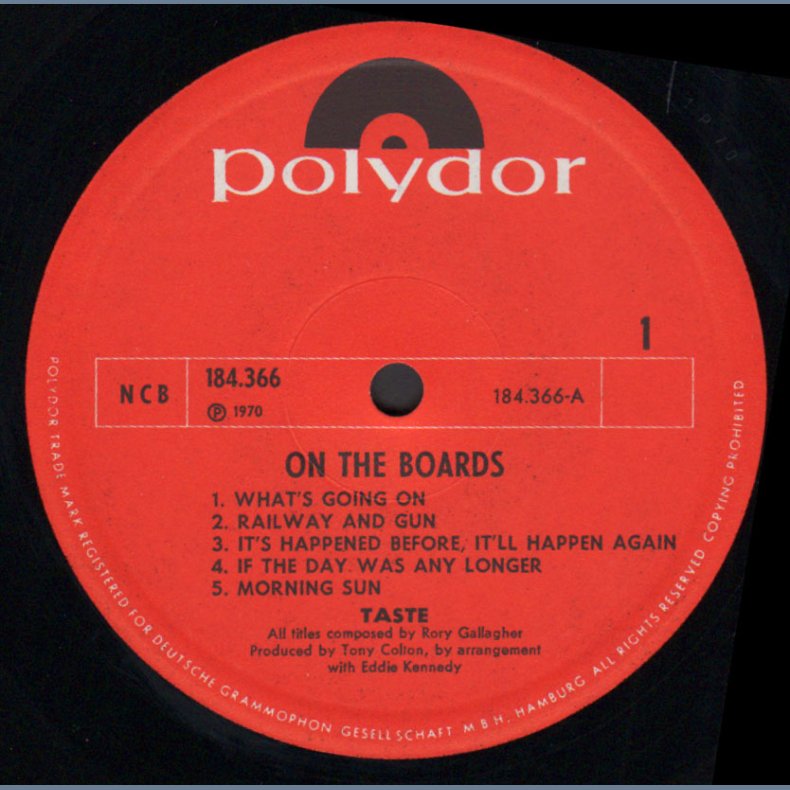 polydor
1
NCB
184.366
Ⓟ 1970
184.366-A
ON THE BOARDS
1. WHAT'S GOING ON
2. RAILWAY AND GUN
3. IT'S HAPPENED BEFORE, IT'LL HAPPEN AGAIN
4. IF THE DAY WAS ANY LONGER
5. MORNING SUN
TASTE
All titles composed by Rory Gallagher
Produced by Tony Colton, by arrangement
with Eddie Kennedy
POLYDOR TRADE MARK REGISTERED FOR DEUTSCHE GRAMMOPHON GESELLSCHAFT M B H. HAMBURG ALL RIGHTS RESERVED COPYING PROHIBITED